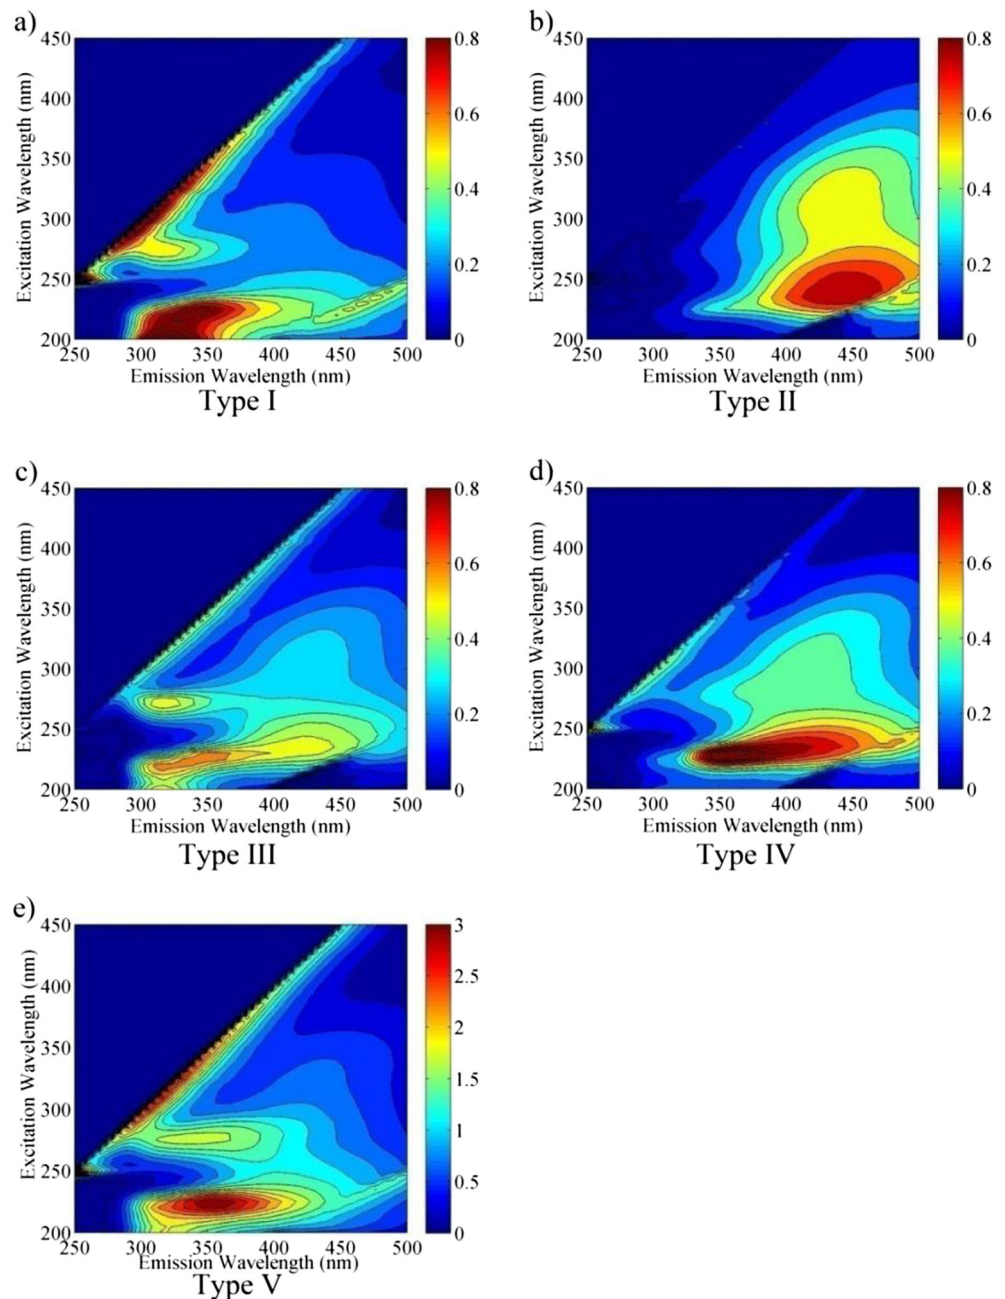 a)
450
400
350
300
250
200
Excitation Wavelength (nm)
250 300 350 400 450 500
Emission Wavelength (nm)
Type I
0.8
0.6
0.4
0.2
0
b)
450
400
350
300
250
200
Excitation Wavelength (nm)
250 300 350 400 450 500
Emission Wavelength (nm)
Type II
0.8
0.6
0.4
0.2
0
c)
450
400
350
300
250
200
Excitation Wavelength (nm)
250 300 350 400 450 500
Emission Wavelength (nm)
Type III
0.8
0.6
0.4
0.2
0
d)
450
400
350
300
250
200
Excitation Wavelength (nm)
250 300 350 400 450 500
Emission Wavelength (nm)
Type IV
0.8
0.6
0.4
0.2
0
e)
450
400
350
300
250
200
Excitation Wavelength (nm)
250 300 350 400 450 500
Emission Wavelength (nm)
Type V
3
2.5
2
1.5
1
0.5
0